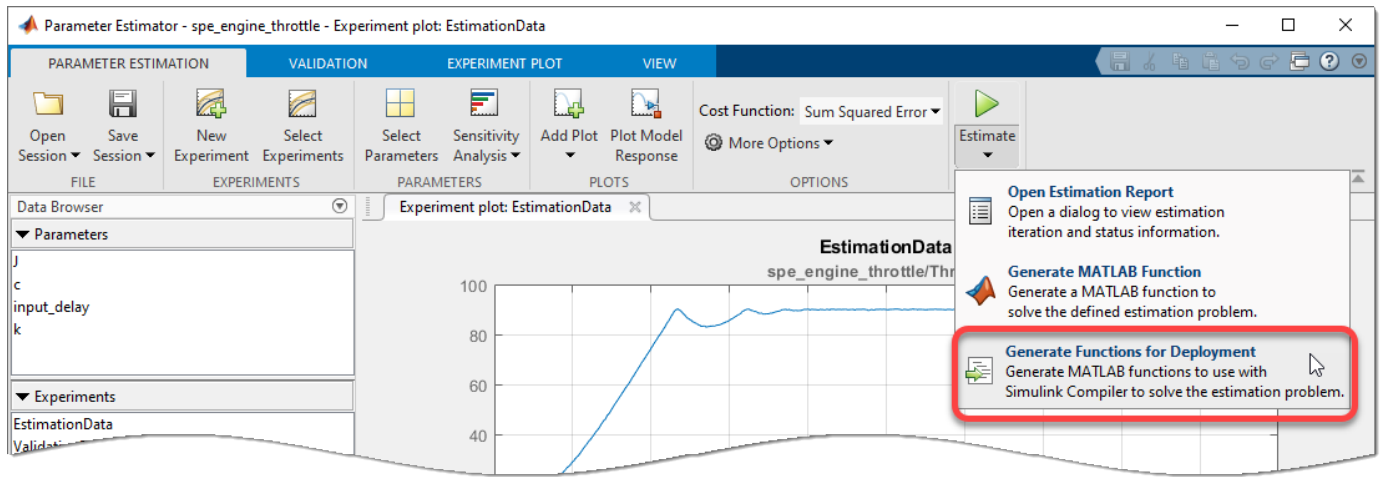 Parameter Estimator - spe_engine_throttle - Experiment plot: EstimationData
PARAMETER ESTIMATION VALIDATION EXPERIMENT PLOT VIEW
Open Session Save Session New Experiment Select Experiments Select Parameters Sensitivity Analysis Add Plot Plot Model Response Cost Function: Sum Squared Error More Options Estimate
FILE EXPERIMENTS PARAMETERS PLOTS OPTIONS
Data Browser
Parameters
J
c
input_delay
k
Experiments
EstimationData
Experiment plot: EstimationData
EstimationData
spe_engine_throttle/Thr
100
80
60
40
Open Estimation Report
Open a dialog to view estimation
iteration and status information.
Generate MATLAB Function
Generate a MATLAB function to
solve the defined estimation problem.
Generate Functions for Deployment
Generate MATLAB functions to use with
Simulink Compiler to solve the estimation problem.